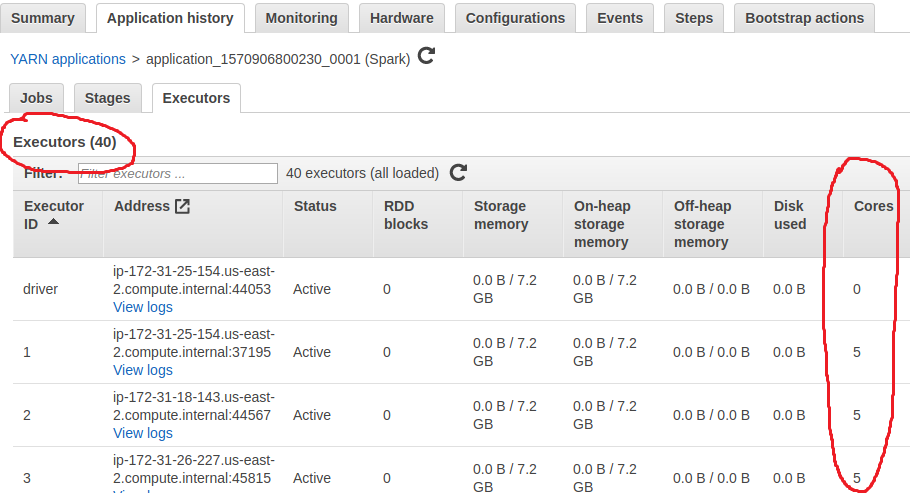 Summary Application history Monitoring Hardware Configurations Events Steps Bootstrap actions
YARN applications > application_1570906800230_0001 (Spark)
Jobs Stages Executors
Executors (40)
Filter: Filter executors ... 40 executors (all loaded)
Executor ID Address Status RDD blocks Storage memory On-heap storage memory Off-heap storage memory Disk used Cores
driver ip-172-31-25-154.us-east-2.compute.internal:44053 View logs Active 0 0.0 B / 7.2 GB 0.0 B / 7.2 GB 0.0 B / 0.0 B 0.0 B 0
1 ip-172-31-25-154.us-east-2.compute.internal:37195 View logs Active 0 0.0 B / 7.2 GB 0.0 B / 7.2 GB 0.0 B / 0.0 B 0.0 B 5
2 ip-172-31-18-143.us-east-2.compute.internal:44567 View logs Active 0 0.0 B / 7.2 GB 0.0 B / 7.2 GB 0.0 B / 0.0 B 0.0 B 5
3 ip-172-31-26-227.us-east-2.compute.internal:45815 Active 0 0.0 B / 7.2 GB 0.0 B / 7.2 GB 0.0 B / 0.0 B 0.0 B 5